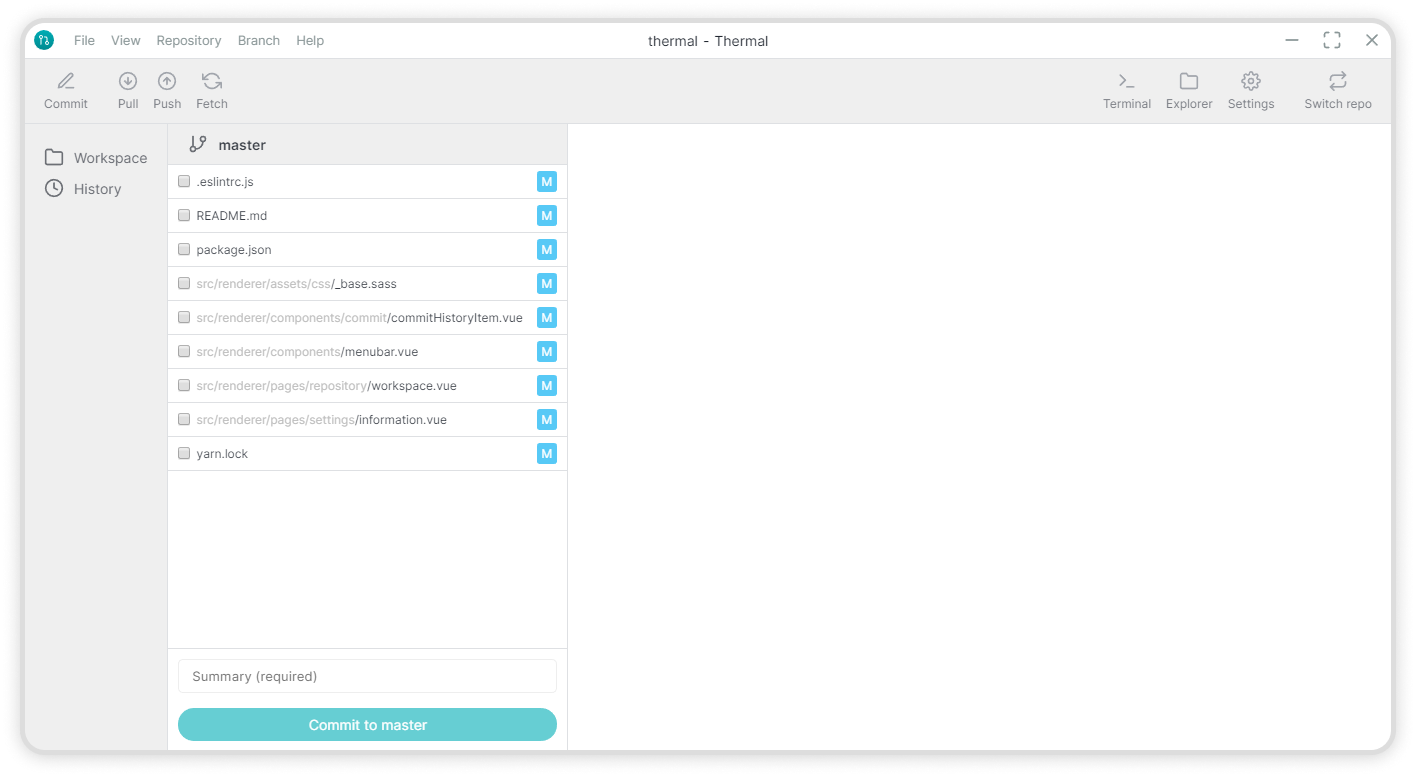 File View Repository Branch Help
thermal - Thermal
Commit Pull Push Fetch
Terminal Explorer Settings Switch repo
Workspace
History
master
.eslintrc.js M
README.md M
package.json M
src/renderer/assets/css/_base.sass M
src/renderer/components/commit/commitHistoryItem.vue M
src/renderer/components/menubar.vue M
src/renderer/pages/repository/workspace.vue M
src/renderer/pages/settings/information.vue M
yarn.lock M
Summary (required)
Commit to master